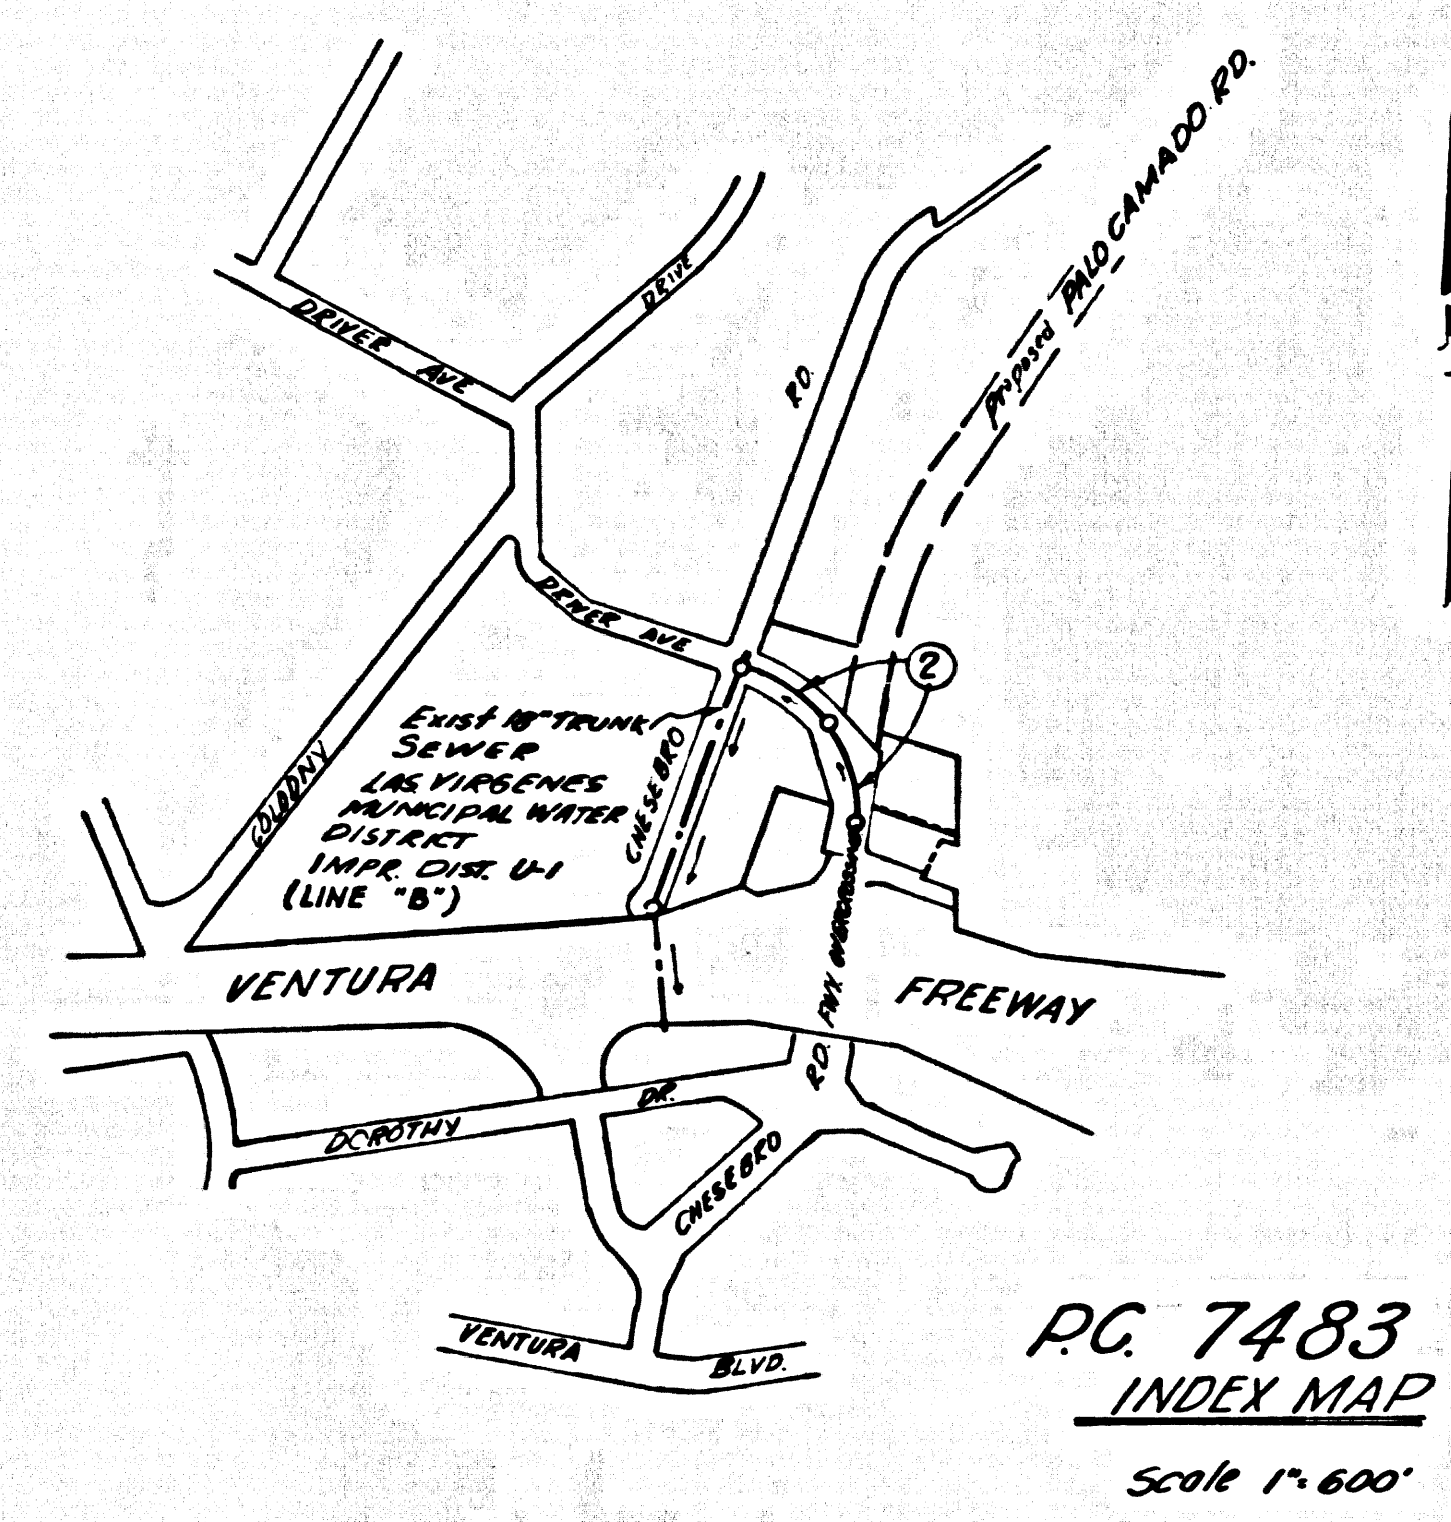 Proposed PALO CAMADO RD.
DRIVER AVE
DRIVE
RD.
DRIVER AVE
2
Exist 18" TRUNK
SEWER
LAS VIRGENES
MUNICIPAL WATER
DISTRICT
IMPR. DIST. U-1
(LINE "B")
CHESEBRO
COLODNY
VENTURA
FREEWAY
FWY. OVERCROSSING
RD.
DOROTHY
DR.
CHESEBRO
VENTURA
BLVD.
P.C. 7483
INDEX MAP
Scale 1"=600'